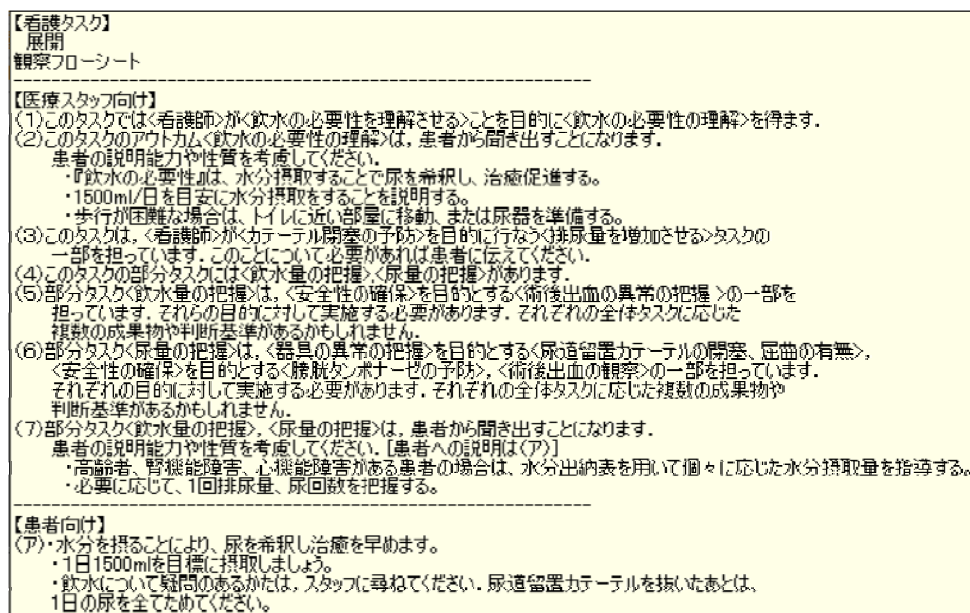 【看護タスク】
展開
観察フローシート
------------------------------------------------------------
【医療スタッフ向け】
(1)このタスクでは<看護師>が<飲水の必要性を理解させる>ことを目的に<飲水の必要性の理解>を得ます．
(2)このタスクのアウトカム<飲水の必要性の理解>は，患者から聞き出すことになります．
患者の説明能力や性質を考慮してください．
・『飲水の必要性』は、水分摂取することで尿を希釈し、治癒促進する。
・1500ml/日を目安に水分摂取をすることを説明する。
・歩行が困難な場合は、トイレに近い部屋に移動、または尿器を準備する。
(3)このタスクは，<看護師>が<カテーテル閉塞の予防>を目的に行なう<排尿量を増加させる>タスクの
一部を担っています．このことについて必要があれば患者に伝えてください．
(4)このタスクの部分タスクには<飲水量の把握><尿量の把握>があります．
(5)部分タスク<飲水量の把握>は，<安全性の確保>を目的とする<術後出血の異常の把握 >の一部を
担っています．それらの目的に対して実施する必要があります．それぞれの全体タスクに応じた
複数の成果物や判断基準があるかもしれません．
(6)部分タスク<尿量の把握>は，<器具の異常の把握>を目的とする<尿道留置カテーテルの閉塞、屈曲の有無>，
<安全性の確保>を目的とする<膀胱タンポナーゼの予防>，<術後出血の観察>の一部を担っています．
それぞれの目的に対して実施する必要があります．それぞれの全体タスクに応じた複数の成果物や
判断基準があるかもしれません．
(7)部分タスク<飲水量の把握>，<尿量の把握>は，患者から聞き出すことになります．
患者の説明能力や性質を考慮してください．[患者への説明は(ア)]
・高齢者、腎機能障害、心機能障害がある患者の場合は、水分出納表を用いて個々に応じた水分摂取量を指導する。
・必要に応じて、1回排尿量、尿回数を把握する。
------------------------------------------------------------
【患者向け】
(ア)・水分を摂ることにより、尿を希釈し治癒を早めます。
・1日1500mlを目標に摂取しましょう。
・飲水について疑問のあるかたは，スタッフに尋ねてください．尿道留置カテーテルを抜いたあとは、
1日の尿を全てためてください。